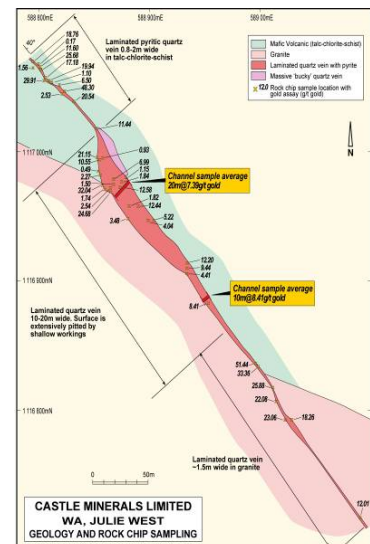 588 800mE
588 900mE
589 00mE
40°
18.76
0.17
11.60
25.68
17.18
1.56
29.91
2.53
19.94
1.10
6.50
48.30
20.54
Laminated pyritic quartz
vein 0.8-2m wide
in talc-chlorite-schist
Mafic Volcanic (talc-chlorite-schist)
Granite
Laminated quartz vein with pyrite
Massive 'bucky' quartz vein
12.0 Rock chip sample location with
gold assay (g/t gold)
N
11.44
1 117 000N
21.15
10.55
0.49
2.27
1.50
32.04
1.74
2.54
24.88
0.93
6.99
1.15
1.84
12.58
1.82
12.44
3.48
5.22
4.04
Channel sample average
20m@7.39g/t gold
12.20
9.44
4.41
1 116 900N
Channel sample average
10m@8.41g/t gold
8.41
Laminated quartz vein
10-20m wide. Surface is
extensively pitted by
shallow workings
51.44
33.36
25.88
22.08
23.06
18.26
1 116 800N
Laminated quartz vein
~1.5m wide in granite
12.01
0
50m
CASTLE MINERALS LIMITED
WA, JULIE WEST
GEOLOGY AND ROCK CHIP SAMPLING